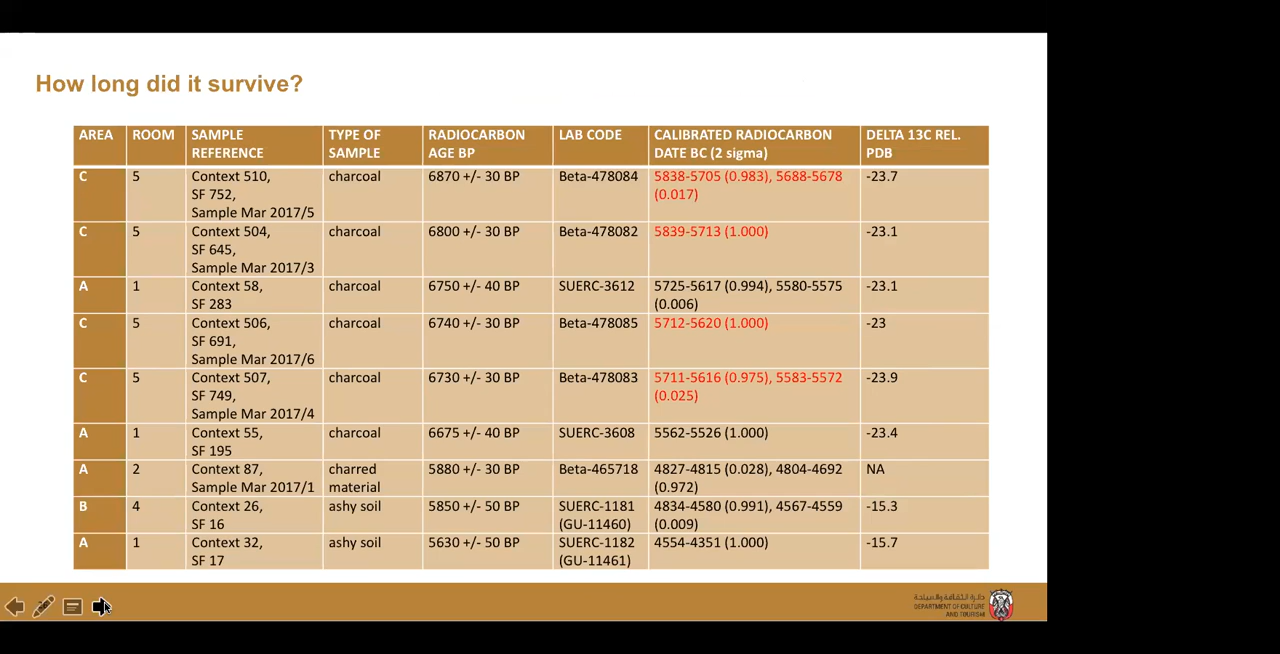 How long did it survive?
AREA ROOM SAMPLE REFERENCE TYPE OF SAMPLE RADIOCARBON AGE BP LAB CODE CALIBRATED RADIOCARBON DATE BC (2 sigma) DELTA 13C REL. PDB
C 5 Context 510, SF 752, Sample Mar 2017/5 charcoal 6870 +/- 30 BP Beta-478084 5838-5705 (0.983), 5688-5678 (0.017) -23.7
C 5 Context 504, SF 645, Sample Mar 2017/3 charcoal 6800 +/- 30 BP Beta-478082 5839-5713 (1.000) -23.1
A 1 Context 58, SF 283 charcoal 6750 +/- 40 BP SUERC-3612 5725-5617 (0.994), 5580-5575 (0.006) -23.1
C 5 Context 506, SF 691, Sample Mar 2017/6 charcoal 6740 +/- 30 BP Beta-478085 5712-5620 (1.000) -23
C 5 Context 507, SF 749, Sample Mar 2017/4 charcoal 6730 +/- 30 BP Beta-478083 5711-5616 (0.975), 5583-5572 (0.025) -23.9
A 1 Context 55, SF 195 charcoal 6675 +/- 40 BP SUERC-3608 5562-5526 (1.000) -23.4
A 2 Context 87, Sample Mar 2017/1 charred material 5880 +/- 30 BP Beta-465718 4827-4815 (0.028), 4804-4692 (0.972) NA
B 4 Context 26, SF 16 ashy soil 5850 +/- 50 BP SUERC-1181 (GU-11460) 4834-4580 (0.991), 4567-4559 (0.009) -15.3
A 1 Context 32, SF 17 ashy soil 5630 +/- 50 BP SUERC-1182 (GU-11461) 4554-4351 (1.000) -15.7
دائرة الثقافة والسياحة
DEPARTMENT OF CULTURE
AND TOURISM